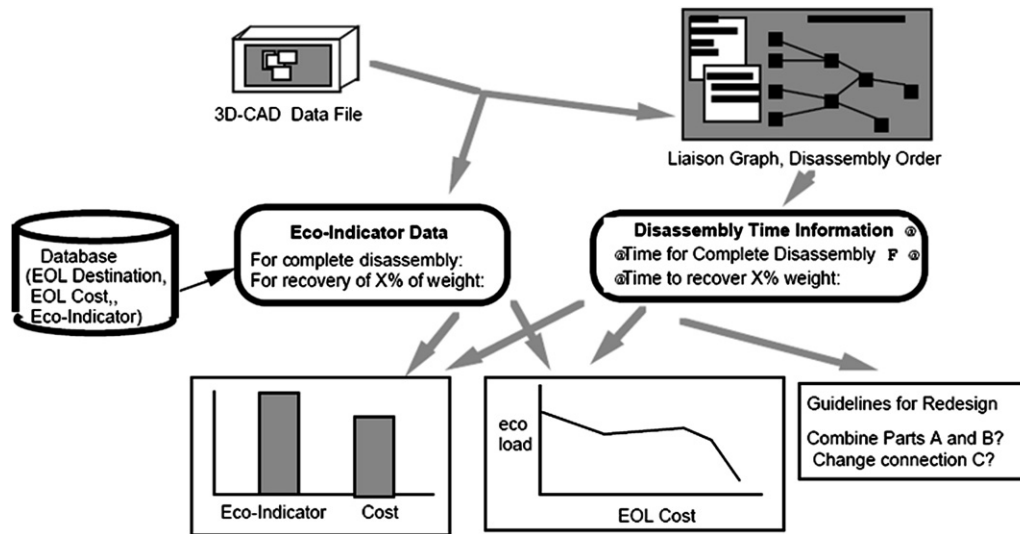 3D-CAD Data File
Liaison Graph, Disassembly Order
Database
(EOL Destination,
EOL Cost,,
Eco-Indicator)
Eco-Indicator Data
For complete disassembly:
For recovery of X% of weight:
Disassembly Time Information @
@Time for Complete Disassembly F @
@Time to recover X% weight:
Eco-Indicator Cost
eco
load
EOL Cost
Guidelines for Redesign
Combine Parts A and B?
Change connection C?